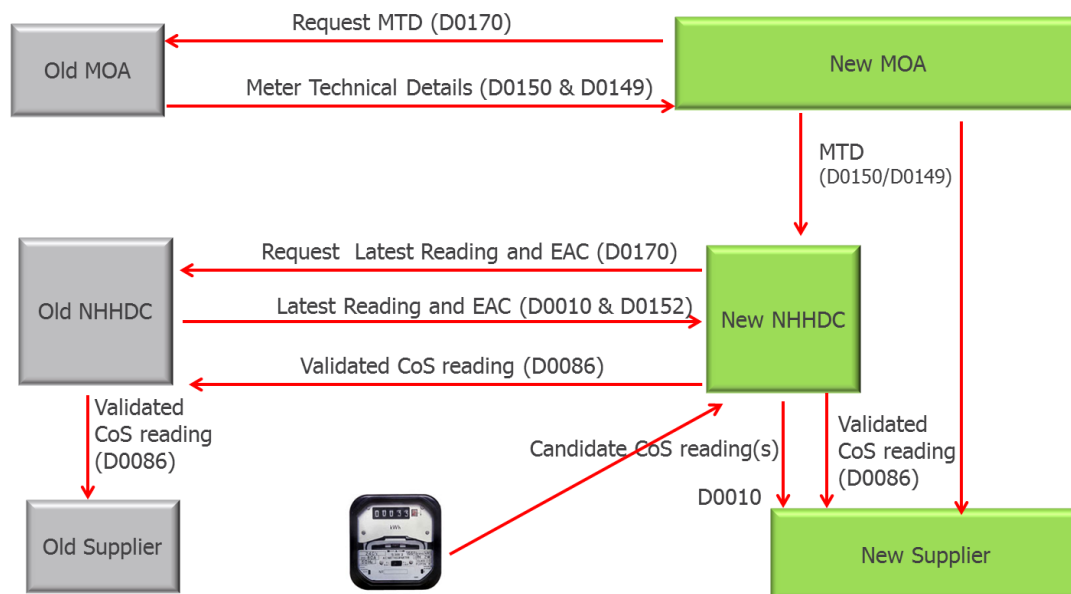 Request MTD (D0170)
Old MOA
New MOA
Meter Technical Details (D0150 & D0149)
MTD
(D0150/D0149)
Request  Latest Reading and EAC (D0170)
Old NHHDC
Latest Reading and EAC (D0010 & D0152)
New NHHDC
Validated CoS reading (D0086)
Validated
CoS reading
(D0086)
Candidate CoS reading(s)
Validated
CoS reading
(D0086)
D0010
Old Supplier
kWh
New Supplier